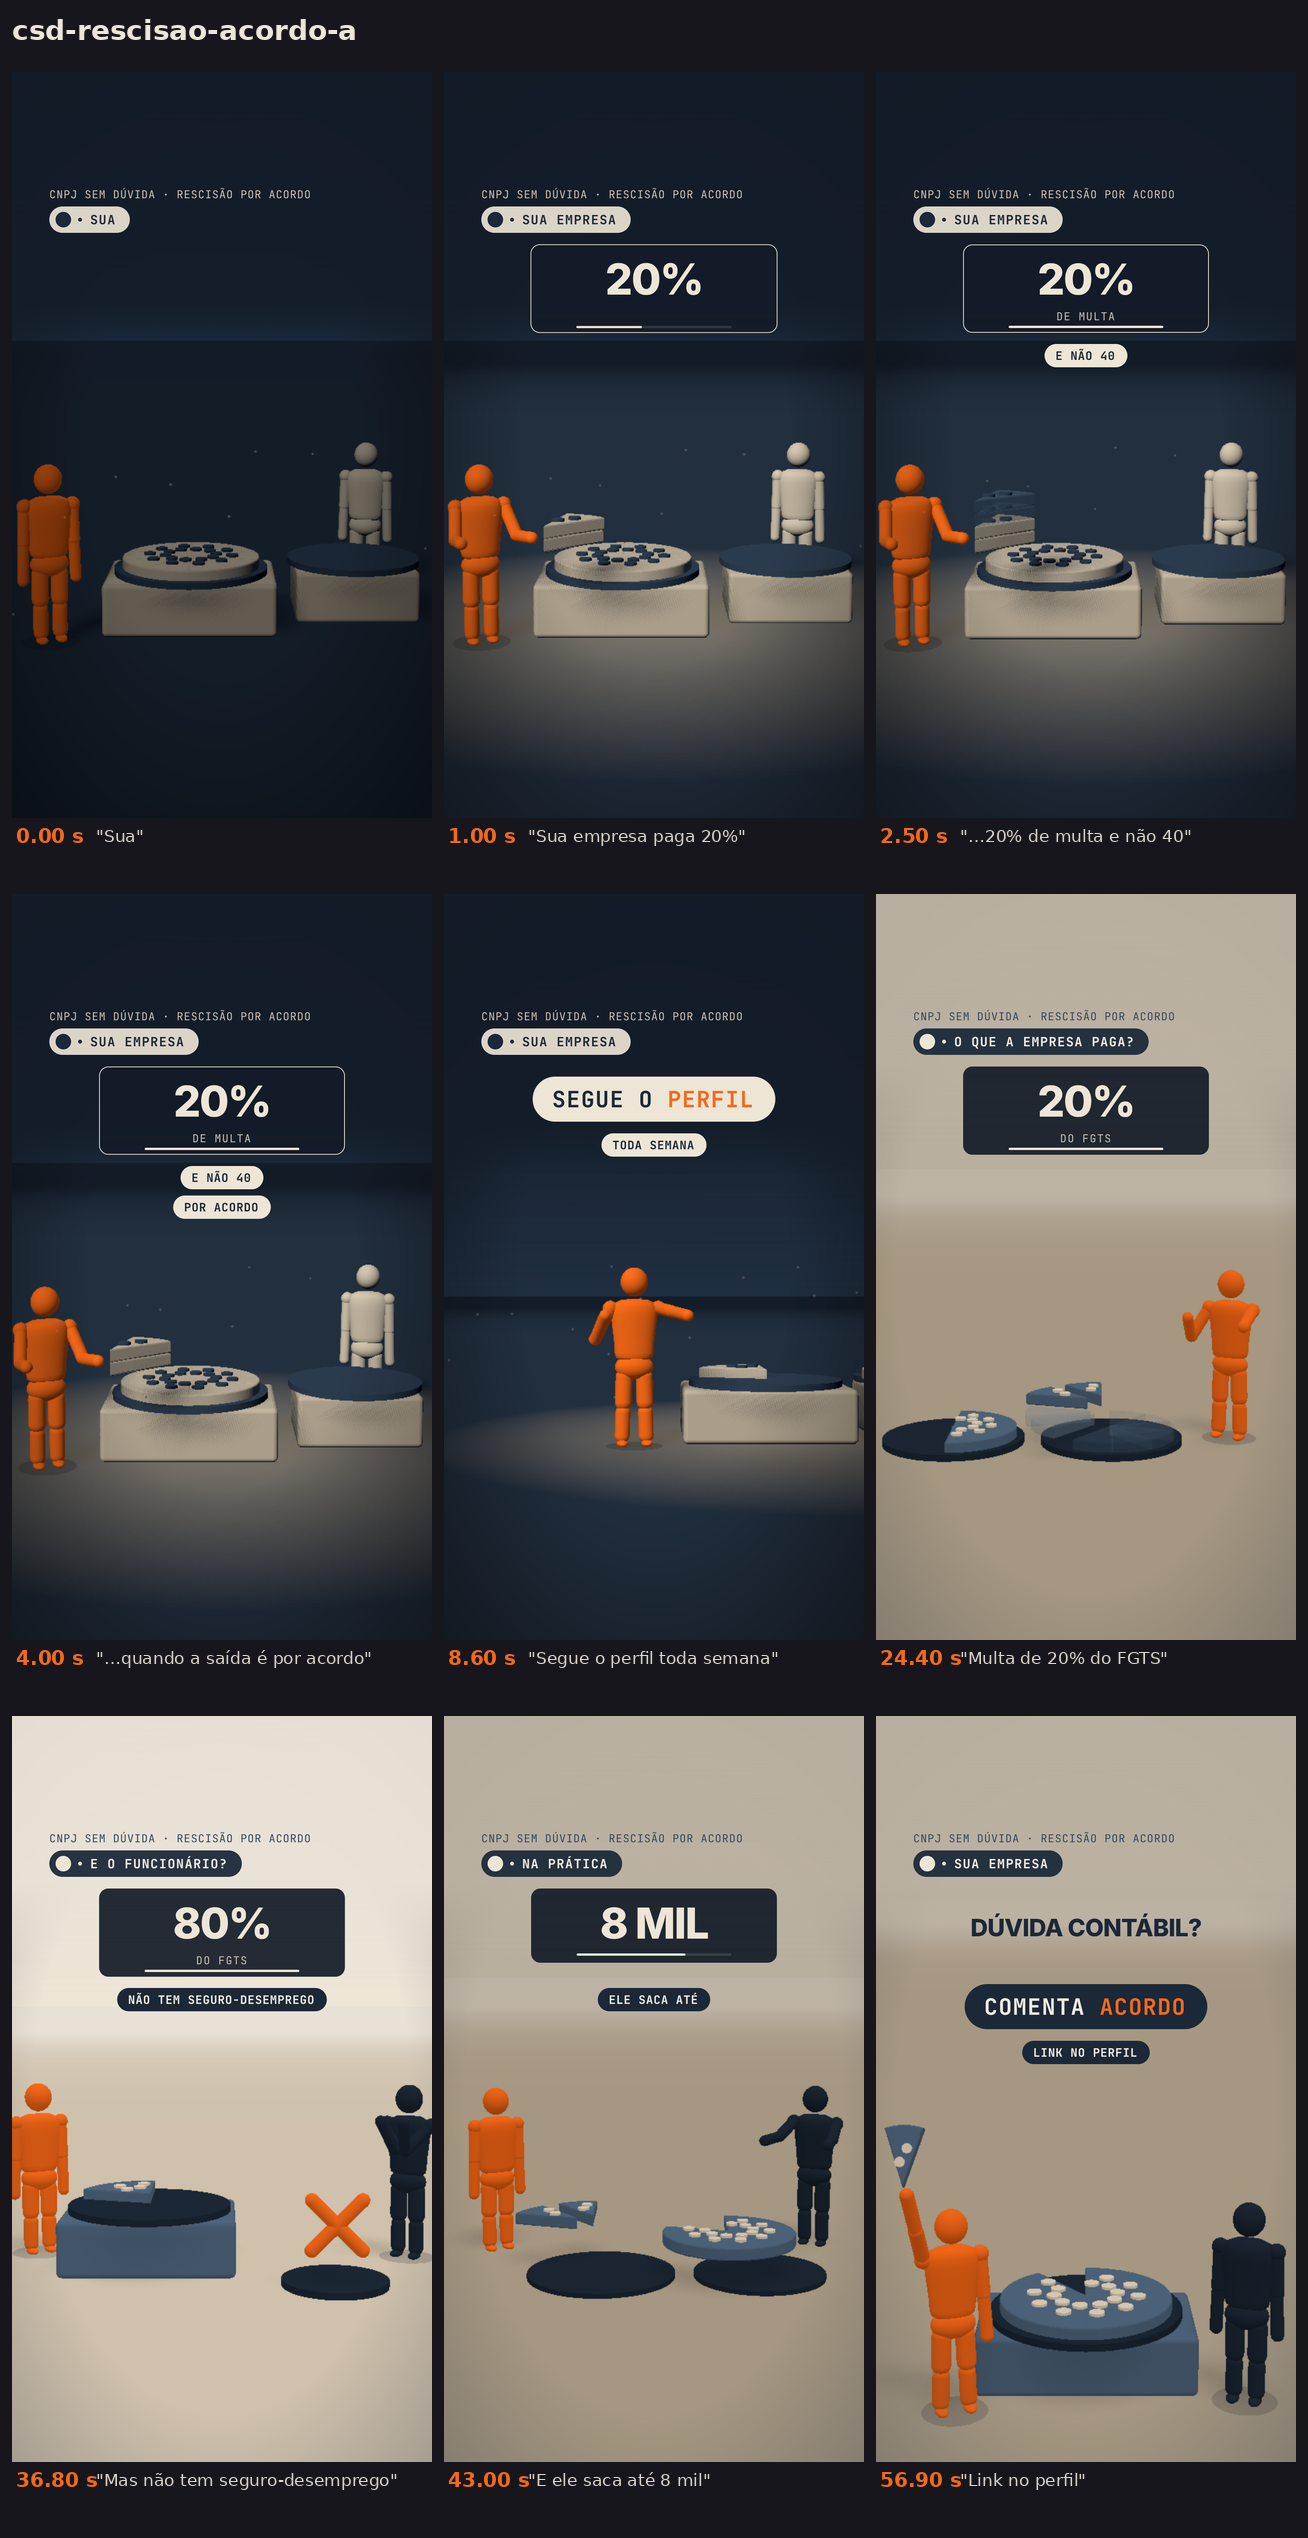 csd-rescisao-acordo-a
CNPJ SEM DÚVIDA · RESCISÃO POR ACORDO
• SUA
0.00 s "Sua"
CNPJ SEM DÚVIDA · RESCISÃO POR ACORDO
• SUA EMPRESA
20%
1.00 s "Sua empresa paga 20%"
CNPJ SEM DÚVIDA · RESCISÃO POR ACORDO
• SUA EMPRESA
20%
DE MULTA
E NÃO 40
2.50 s "...20% de multa e não 40"
CNPJ SEM DÚVIDA · RESCISÃO POR ACORDO
• SUA EMPRESA
20%
DE MULTA
E NÃO 40
POR ACORDO
4.00 s "...quando a saída é por acordo"
CNPJ SEM DÚVIDA · RESCISÃO POR ACORDO
• SUA EMPRESA
SEGUE O PERFIL
TODA SEMANA
8.60 s "Segue o perfil toda semana"
CNPJ SEM DÚVIDA · RESCISÃO POR ACORDO
• O QUE A EMPRESA PAGA?
20%
DO FGTS
24.40 s "Multa de 20% do FGTS"
CNPJ SEM DÚVIDA · RESCISÃO POR ACORDO
• E O FUNCIONÁRIO?
80%
DO FGTS
NÃO TEM SEGURO-DESEMPREGO
36.80 s "Mas não tem seguro-desemprego"
CNPJ SEM DÚVIDA · RESCISÃO POR ACORDO
• NA PRÁTICA
8 MIL
ELE SACA ATÉ
43.00 s "E ele saca até 8 mil"
CNPJ SEM DÚVIDA · RESCISÃO POR ACORDO
• SUA EMPRESA
DÚVIDA CONTÁBIL?
COMENTA ACORDO
LINK NO PERFIL
56.90 s "Link no perfil"